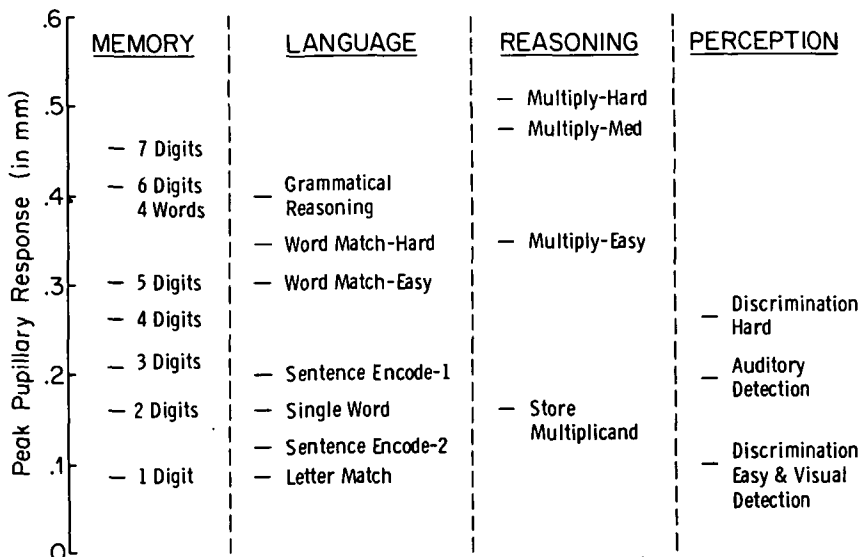 Peak Pupillary Response (in mm)
.6
.5
.4
.3
.2
.1
0
MEMORY
7 Digits
6 Digits
4 Words
5 Digits
4 Digits
3 Digits
2 Digits
1 Digit
LANGUAGE
Grammatical
Reasoning
Word Match-Hard
Word Match-Easy
Sentence Encode-1
Single Word
Sentence Encode-2
Letter Match
REASONING
Multiply-Hard
Multiply-Med
Multiply-Easy
Store
Multiplicand
PERCEPTION
Discrimination
Hard
Auditory
Detection
Discrimination
Easy & Visual
Detection